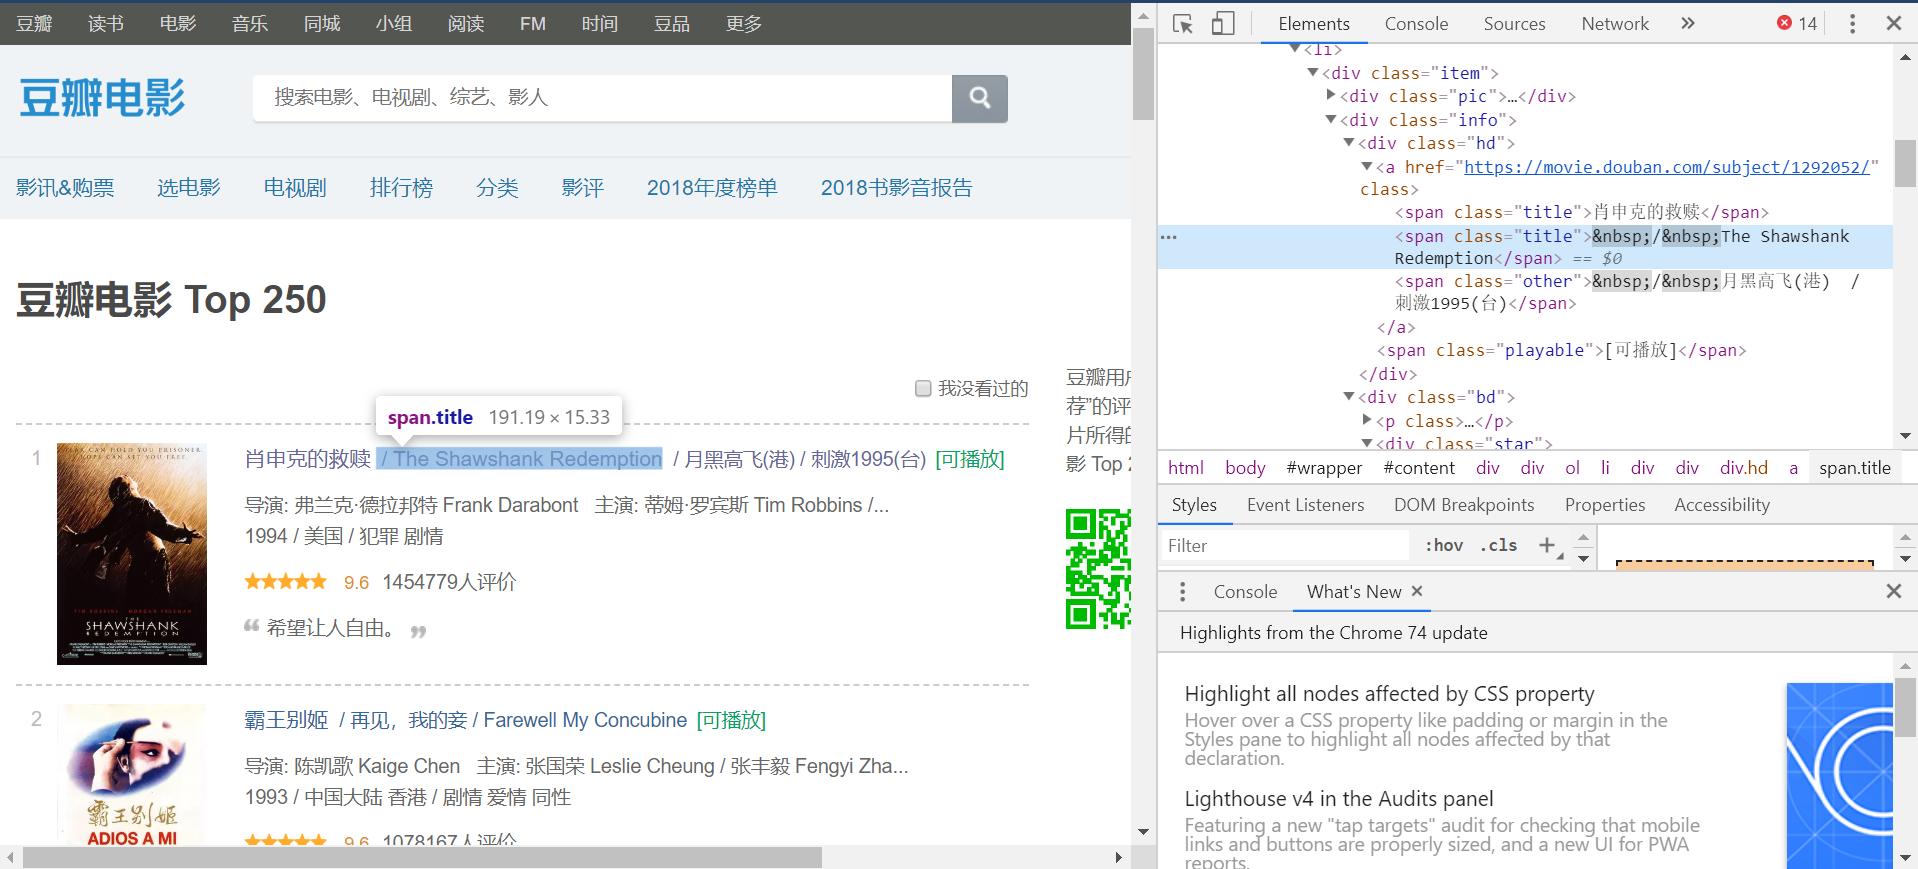 豆瓣 读书 电影 音乐 同城 小组 阅读 FM 时间 豆品 更多
豆瓣电影
搜索电影、电视剧、综艺、影人
影讯&购票 选电影 电视剧 排行榜 分类 影评 2018年度榜单 2018书影音报告
豆瓣电影 Top 250
我没看过的
span.title 191.19 × 15.33
1
肖申克的救赎 / The Shawshank Redemption / 月黑高飞(港) / 刺激1995(台) [可播放]
导演: 弗兰克·德拉邦特 Frank Darabont 主演: 蒂姆·罗宾斯 Tim Robbins /...
1994 / 美国 / 犯罪 剧情
9.6 1454779人评价
“ 希望让人自由。 ”
TIM ROBBINS MORGAN FREEMAN
THE
SHAWSHANK
REDEMPTION
2
霸王别姬 / 再见，我的妾 / Farewell My Concubine [可播放]
导演: 陈凯歌 Kaige Chen 主演: 张国荣 Leslie Cheung / 张丰毅 Fengyi Zha...
1993 / 中国大陆 香港 / 剧情 爱情 同性
9.6 1078167人评价
霸王别姬
ADIOS A MI
豆瓣用
荐”的评
片所得
影 Top
Elements Console Sources Network » 14
<li>
<div class="item">
<div class="pic">…</div>
<div class="info">
<div class="hd">
<a href="https://movie.douban.com/subject/1292052/"
class>
<span class="title">肖申克的救赎</span>
<span class="title">&nbsp;/&nbsp;The Shawshank
Redemption</span> == $0
<span class="other">&nbsp;/&nbsp;月黑高飞(港) /
刺激1995(台)</span>
</a>
<span class="playable">[可播放]</span>
</div>
<div class="bd">
<p class>…</p>
<div class="star">
html body #wrapper #content div div ol li div div div.hd a span.title
Styles Event Listeners DOM Breakpoints Properties Accessibility
Filter :hov .cls +
Console What's New ×
Highlights from the Chrome 74 update
Highlight all nodes affected by CSS property
Hover over a CSS property like padding or margin in the
Styles pane to highlight all nodes affected by that
declaration.
Lighthouse v4 in the Audits panel
Featuring a new "tap targets" audit for checking that mobile
links and buttons are properly sized, and a new UI for PWA
reports.